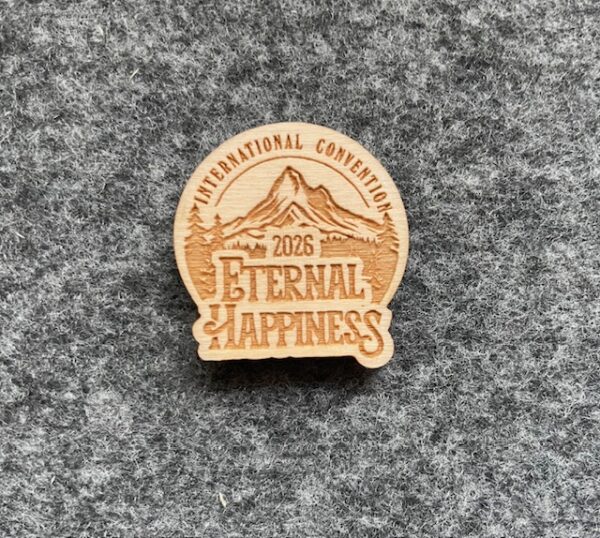 INTERNATIONAL CONVENTION
2026
ETERNAL
HAPPINESS